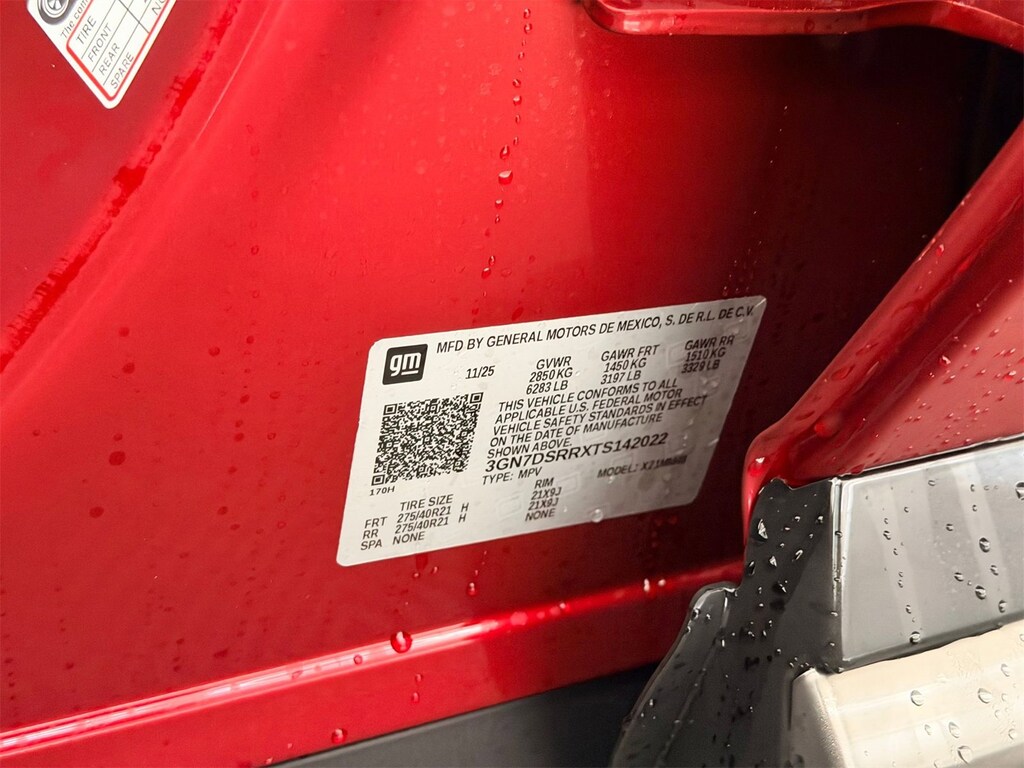 The
TIRE
FRONT
REAR
SPARE
gm
MFD BY GENERAL MOTORS DE MEXICO, S. DE R.L. DE C.V.
11/25 GVWR GAWR FRT GAWR RR
2850 KG 1450 KG 1510 KG
6283 LB 3197 LB 3329 LB
THIS VEHICLE CONFORMS TO ALL
APPLICABLE U.S. FEDERAL MOTOR
VEHICLE SAFETY STANDARDS IN EFFECT
ON THE DATE OF MANUFACTURE
SHOWN ABOVE.
3GN7DSRRXTS142022
TYPE: MPV MODEL:
170H
TIRE SIZE RIM
FRT 275/40R21 H 21X9J
RR 275/40R21 H 21X9J
SPA NONE NONE